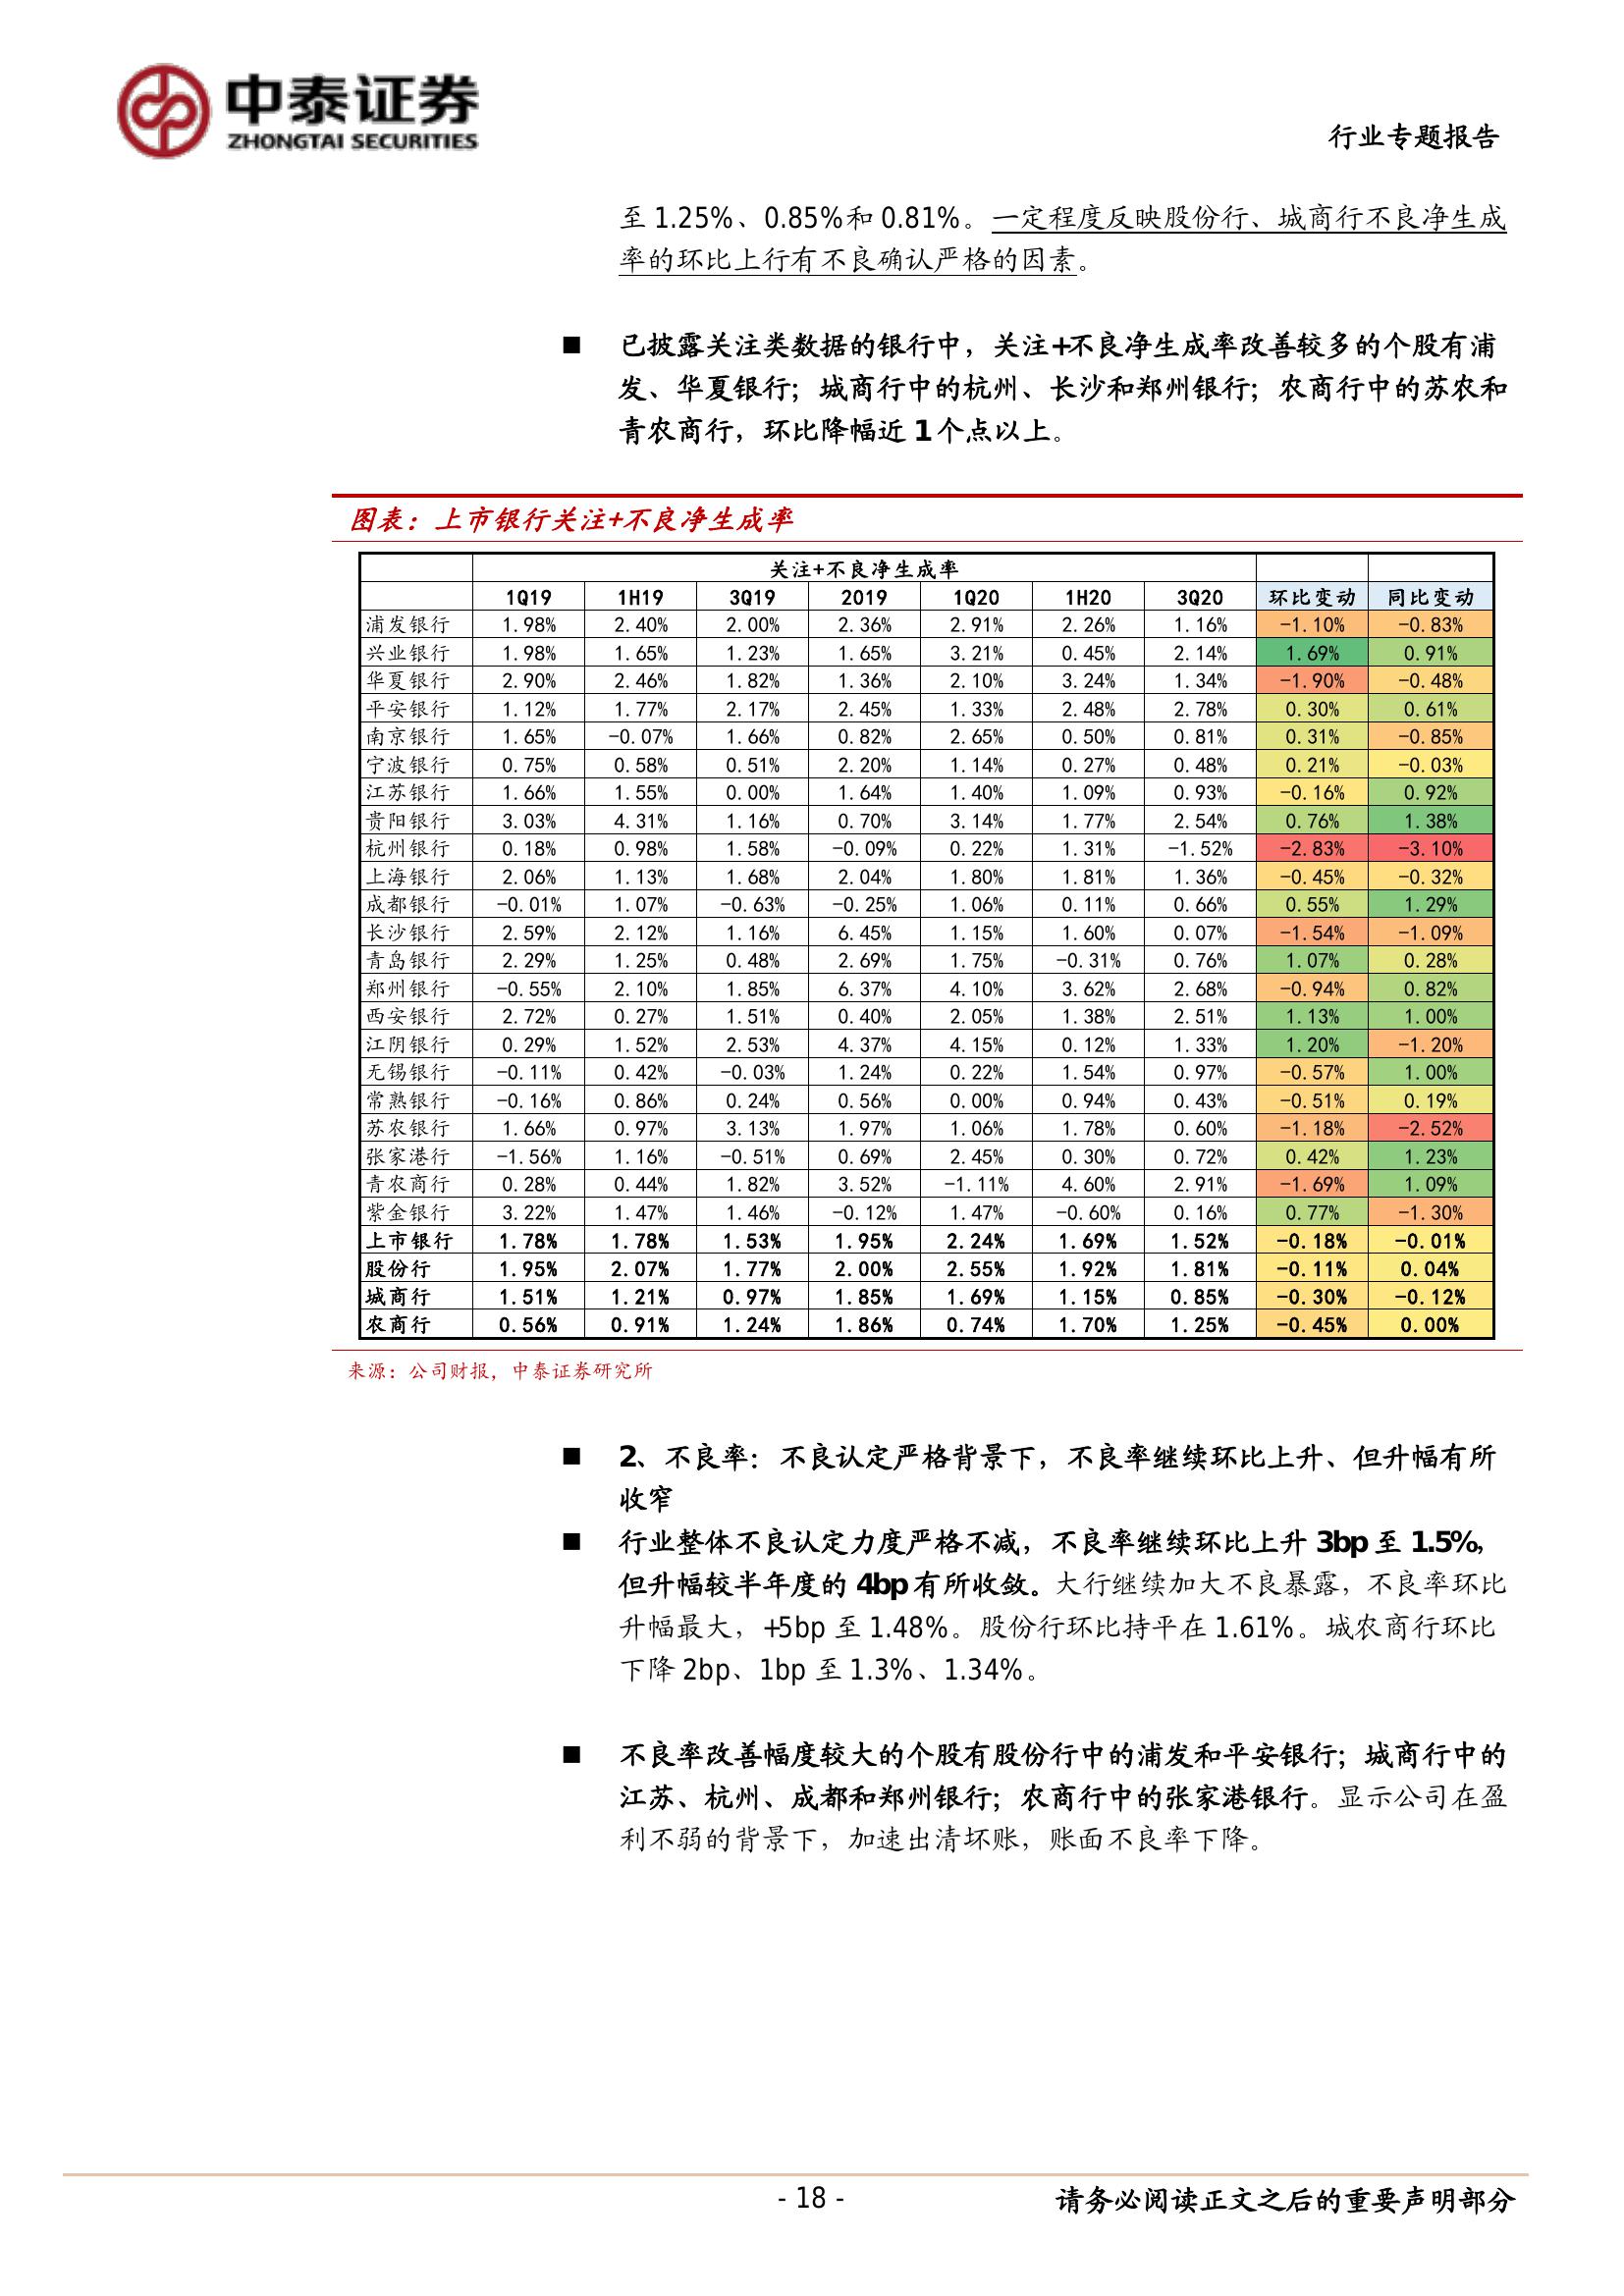 中泰证券
ZHONGTAI SECURITIES
行业专题报告
至 1.25%、0.85%和 0.81%。一定程度反映股份行、城商行不良净生成
率的环比上行有不良确认严格的因素。
■ 已披露关注类数据的银行中，关注+不良净生成率改善较多的个股有浦
发、华夏银行；城商行中的杭州、长沙和郑州银行；农商行中的苏农和
青农商行，环比降幅近 1 个点以上。
图表：上市银行关注+不良净生成率
关注+不良净生成率
1Q19 1H19 3Q19 2019 1Q20 1H20 3Q20 环比变动 同比变动
浦发银行 1.98% 2.40% 2.00% 2.36% 2.91% 2.26% 1.16% -1.10% -0.83%
兴业银行 1.98% 1.65% 1.23% 1.65% 3.21% 0.45% 2.14% 1.69% 0.91%
华夏银行 2.90% 2.46% 1.82% 1.36% 2.10% 3.24% 1.34% -1.90% -0.48%
平安银行 1.12% 1.77% 2.17% 2.45% 1.33% 2.48% 2.78% 0.30% 0.61%
南京银行 1.65% -0.07% 1.66% 0.82% 2.65% 0.50% 0.81% 0.31% -0.85%
宁波银行 0.75% 0.58% 0.51% 2.20% 1.14% 0.27% 0.48% 0.21% -0.03%
江苏银行 1.66% 1.55% 0.00% 1.64% 1.40% 1.09% 0.93% -0.16% 0.92%
贵阳银行 3.03% 4.31% 1.16% 0.70% 3.14% 1.77% 2.54% 0.76% 1.38%
杭州银行 0.18% 0.98% 1.58% -0.09% 0.22% 1.31% -1.52% -2.83% -3.10%
上海银行 2.06% 1.13% 1.68% 2.04% 1.80% 1.81% 1.36% -0.45% -0.32%
成都银行 -0.01% 1.07% -0.63% -0.25% 1.06% 0.11% 0.66% 0.55% 1.29%
长沙银行 2.59% 2.12% 1.16% 6.45% 1.15% 1.60% 0.07% -1.54% -1.09%
青岛银行 2.29% 1.25% 0.48% 2.69% 1.75% -0.31% 0.76% 1.07% 0.28%
郑州银行 -0.55% 2.10% 1.85% 6.37% 4.10% 3.62% 2.68% -0.94% 0.82%
西安银行 2.72% 0.27% 1.51% 0.40% 2.05% 1.38% 2.51% 1.13% 1.00%
江阴银行 0.29% 1.52% 2.53% 4.37% 4.15% 0.12% 1.33% 1.20% -1.20%
无锡银行 -0.11% 0.42% -0.03% 1.24% 0.22% 1.54% 0.97% -0.57% 1.00%
常熟银行 -0.16% 0.86% 0.24% 0.56% 0.00% 0.94% 0.43% -0.51% 0.19%
苏农银行 1.66% 0.97% 3.13% 1.97% 1.06% 1.78% 0.60% -1.18% -2.52%
张家港行 -1.56% 1.16% -0.51% 0.69% 2.45% 0.30% 0.72% 0.42% 1.23%
青农商行 0.28% 0.44% 1.82% 3.52% -1.11% 4.60% 2.91% -1.69% 1.09%
紫金银行 3.22% 1.47% 1.46% -0.12% 1.47% -0.60% 0.16% 0.77% -1.30%
上市银行 1.78% 1.78% 1.53% 1.95% 2.24% 1.69% 1.52% -0.18% -0.01%
股份行 1.95% 2.07% 1.77% 2.00% 2.55% 1.92% 1.81% -0.11% 0.04%
城商行 1.51% 1.21% 0.97% 1.85% 1.69% 1.15% 0.85% -0.30% -0.12%
农商行 0.56% 0.91% 1.24% 1.86% 0.74% 1.70% 1.25% -0.45% 0.00%
来源：公司财报，中泰证券研究所
■ 2、不良率：不良认定严格背景下，不良率继续环比上升、但升幅有所
收窄
■ 行业整体不良认定力度严格不减，不良率继续环比上升 3bp 至 1.5%，
但升幅较半年度的 4bp 有所收敛。大行继续加大不良暴露，不良率环比
升幅最大，+5bp 至 1.48%。股份行环比持平在 1.61%。城农商行环比
下降 2bp、1bp 至 1.3%、1.34%。
■ 不良率改善幅度较大的个股有股份行中的浦发和平安银行；城商行中的
江苏、杭州、成都和郑州银行；农商行中的张家港银行。显示公司在盈
利不弱的背景下，加速出清坏账，账面不良率下降。
- 18 -
请务必阅读正文之后的重要声明部分